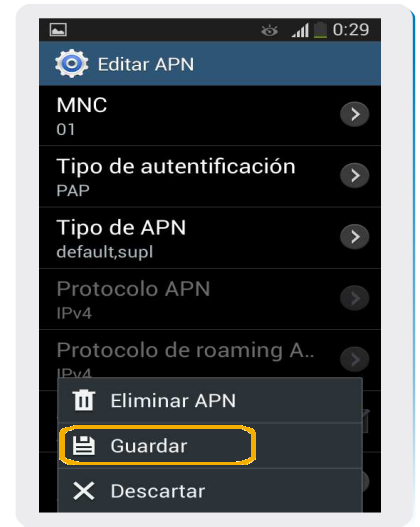 0:29
Editar APN
MNC
01
Tipo de autentificación
PAP
Tipo de APN
default,supl
Protocolo APN
IPv4
Protocolo de roaming A..
IPv4
Eliminar APN
Guardar
Descartar